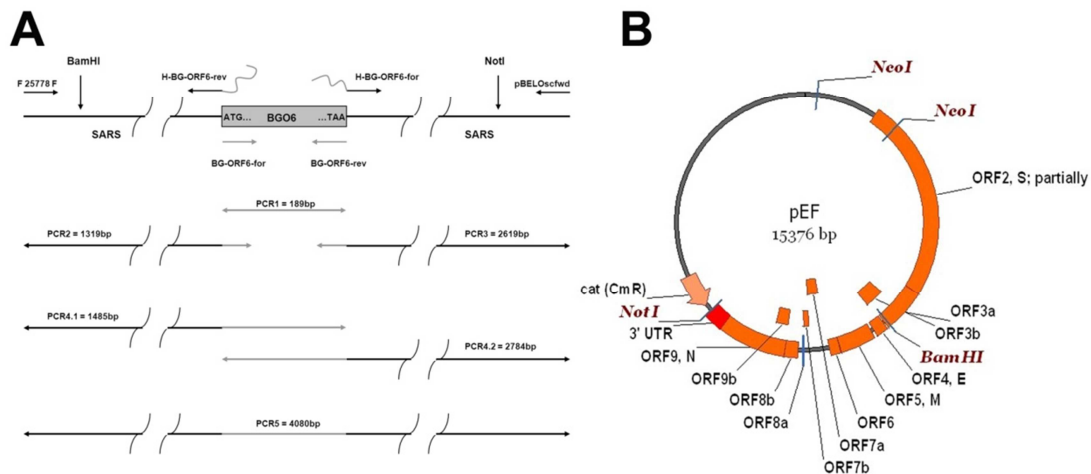 A
BamHI
F 25778 F
H-BG-ORF6-rev
H-BG-ORF6-for
NotI
pBELOscfwd
ATG... BGO6 ...TAA
SARS
SARS
BG-ORF6-for
BG-ORF6-rev
PCR1 = 189bp
PCR2 = 1319bp
PCR3 = 2619bp
PCR4.1 = 1485bp
PCR4.2 = 2784bp
PCR5 = 4080bp
B
NcoI
NcoI
ORF2, S; partially
pEF
15376 bp
cat (CmR)
NotI
3' UTR
ORF9, N
ORF9b
ORF8b
ORF8a
ORF7b
ORF7a
ORF6
ORF5, M
ORF4, E
BamHI
ORF3b
ORF3a